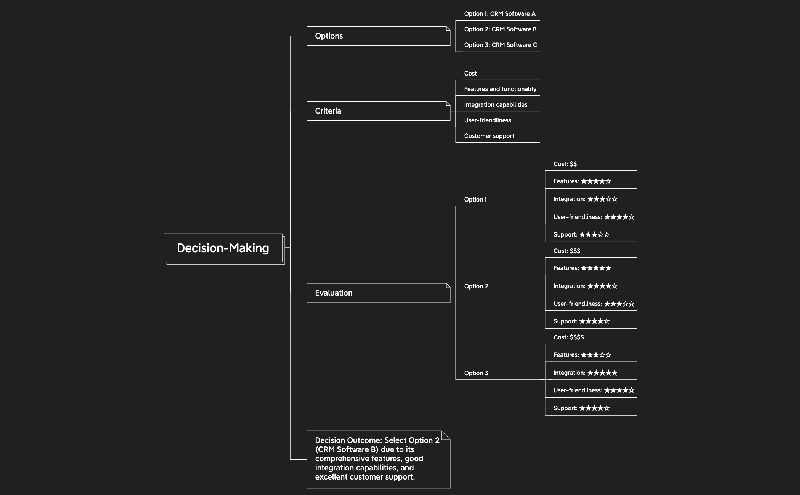 Decision-Making
Options
Option 1: CRM Software A
Option 2: CRM Software B
Option 3: CRM Software C
Criteria
Cost
Features and functionality
Integration capabilities
User-friendliness
Customer support
Evaluation
Option 1
Cost: $$
Features: ★★★★☆
Integration: ★★★☆☆
User-friendliness: ★★★★☆
Support: ★★★☆☆
Option 2
Cost: $$$
Features: ★★★★★
Integration: ★★★★☆
User-friendliness: ★★★☆☆
Support: ★★★★☆
Option 3
Cost: $$$$
Features: ★★★☆☆
Integration: ★★★★★
User-friendliness: ★★★★☆
Support: ★★★★☆
Decision Outcome: Select Option 2
(CRM Software B) due to its
comprehensive features, good
integration capabilities, and
excellent customer support.